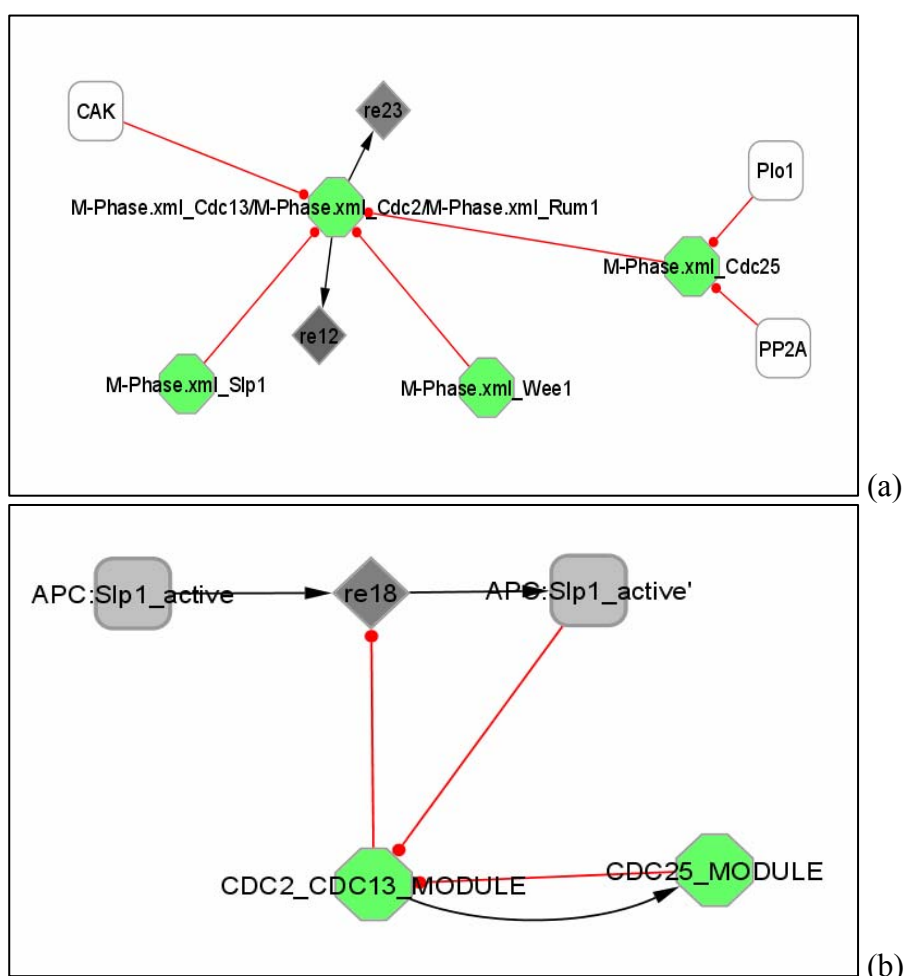 CAK
re23
Plo1
M-Phase.xml_Cdc13/M-Phase.xml_Cdc2/M-Phase.xml_Rum1
M-Phase.xml_Cdc25
re12
PP2A
M-Phase.xml_Slp1
M-Phase.xml_Wee1
(a)
APC:Slp1_active
re18
APC:Slp1_active'
CDC2_CDC13_MODULE
CDC25_MODULE
(b)